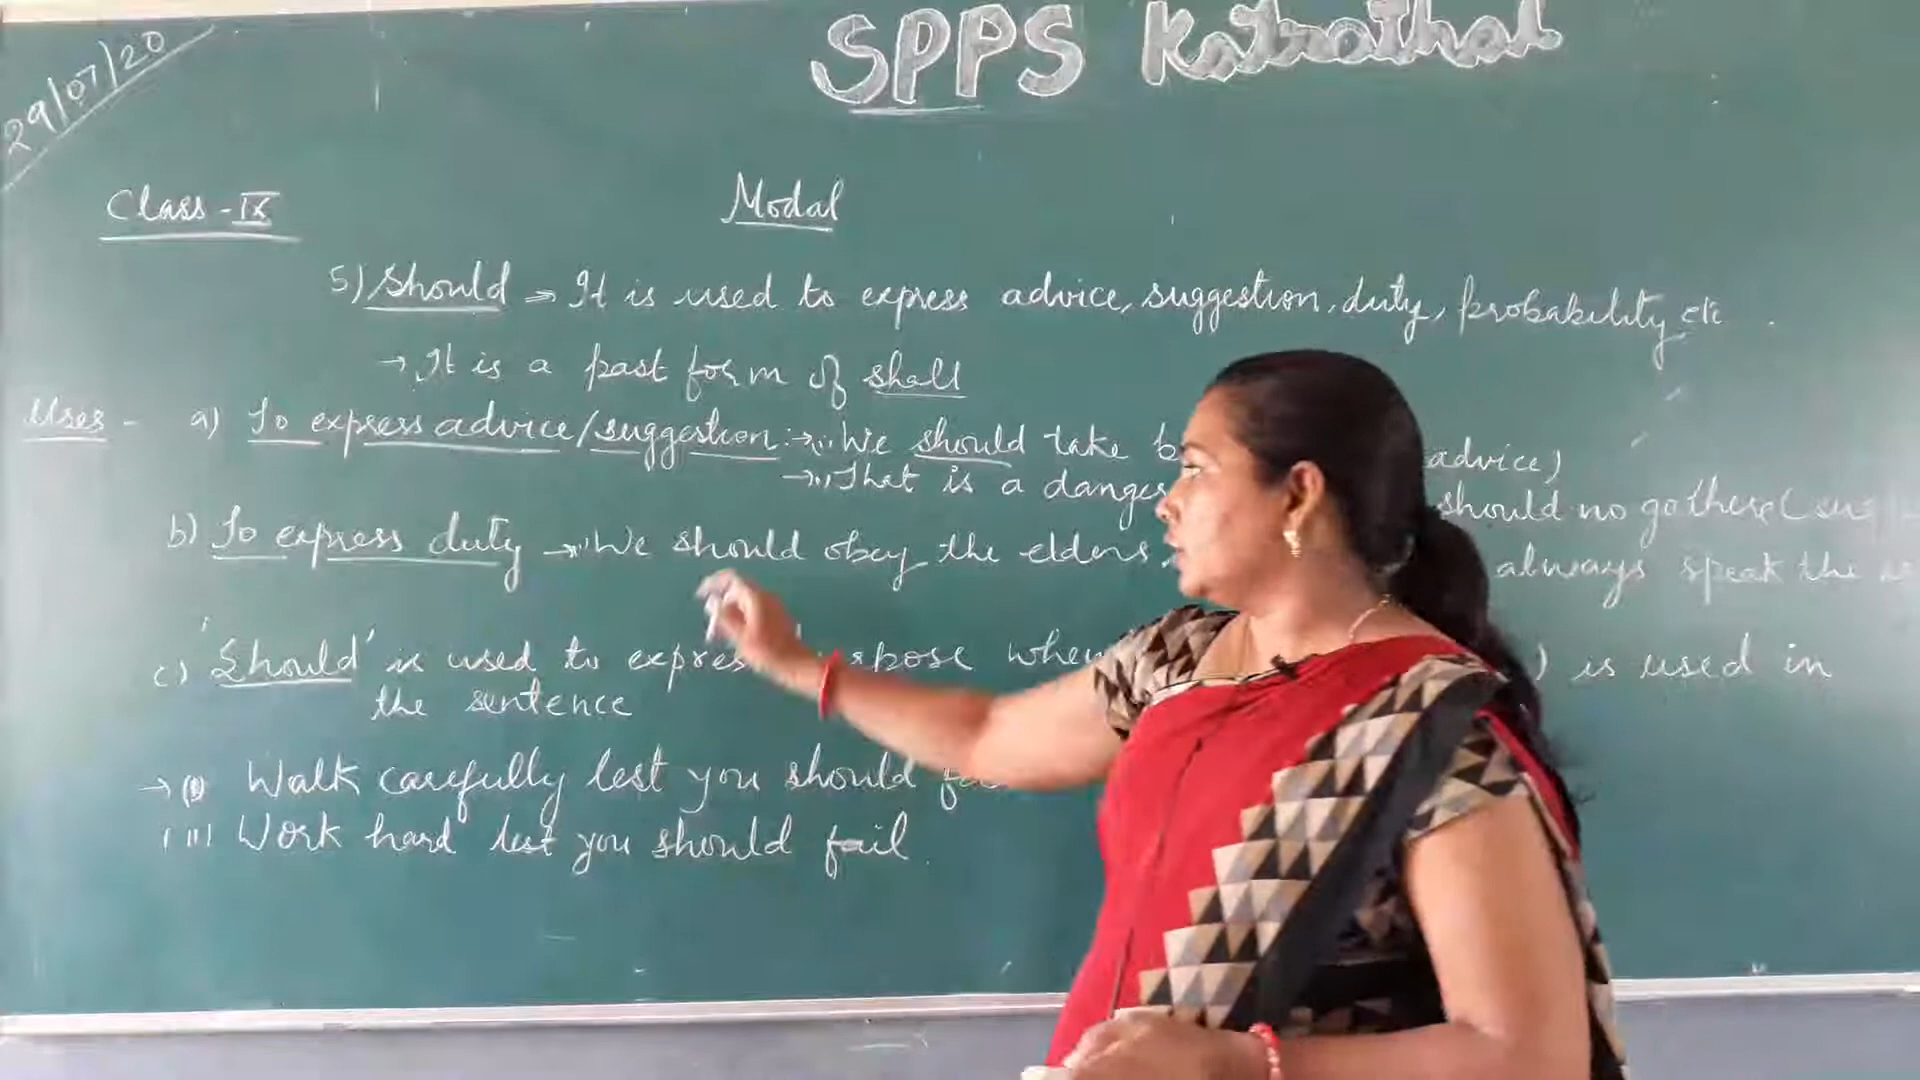 29/07/20
SPPS Katrathal
Class - IX
Modal
5) Should → It is used to express advice, suggestion, duty, probability etc.
→ It is a past form of shall
Uses - a) To express advice/suggestion :→ (i) We should take advice)
→ (ii) That is a should no go there (
b) To express duty → (i) We should obey the elders, always speak the
c) 'Should' is used to when ) is used in
the sentence
→ (i) Walk carefully lest you should
(ii) Work hard lest you should fail.